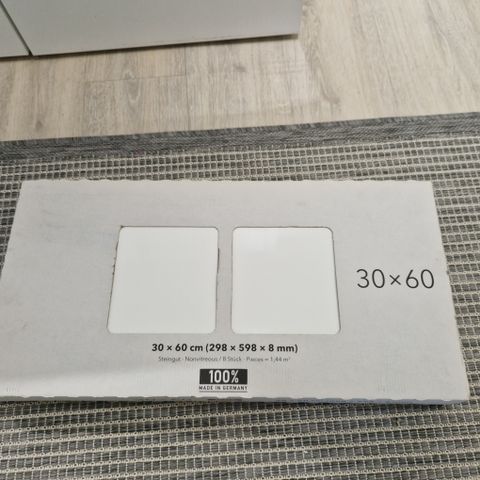 30 × 60
30 × 60 cm (298 × 598 × 8 mm)
Steingut · Nonvitreous / 8 Stück · Pieces = 1,44 m²
100%
MADE IN GERMANY